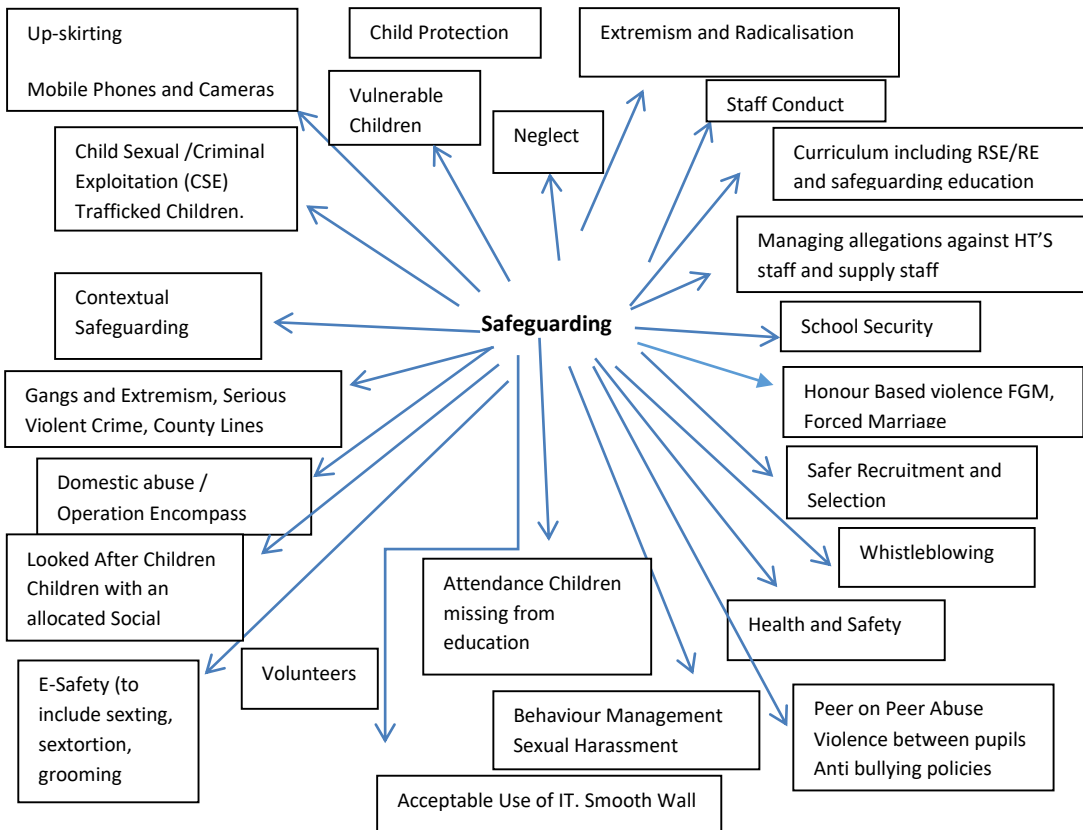 Up-skirting
Mobile Phones and Cameras
Child Protection
Extremism and Radicalisation
Vulnerable
Children
Neglect
Staff Conduct
Child Sexual /Criminal
Exploitation (CSE)
Trafficked Children.
Curriculum including RSE/RE
and safeguarding education
Managing allegations against HT'S
staff and supply staff
Contextual
Safeguarding
Safeguarding
School Security
Gangs and Extremism, Serious
Violent Crime, County Lines
Honour Based violence FGM,
Forced Marriage
Domestic abuse /
Operation Encompass
Safer Recruitment and
Selection
Looked After Children
Children with an
allocated Social
Whistleblowing
Attendance Children
missing from
education
Health and Safety
Volunteers
E-Safety (to
include sexting,
sextortion,
grooming
Behaviour Management
Sexual Harassment
Peer on Peer Abuse
Violence between pupils
Anti bullying policies
Acceptable Use of IT. Smooth Wall